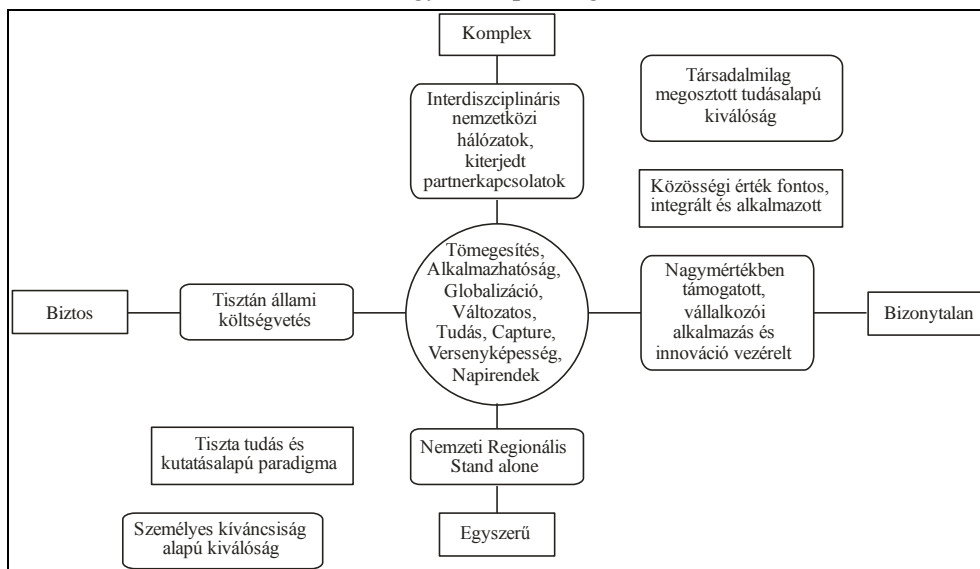 Komplex
Interdiszciplináris
nemzetközi
hálózatok,
kiterjedt
partnerkapcsolatok
Társadalmilag
megosztott tudásalapú
kiválóság
Közösségi érték fontos,
integrált és alkalmazott
Biztos
Tisztán állami
költségvetés
Tömegesítés,
Alkalmazhatóság,
Globalizáció,
Változatos,
Tudás, Capture,
Versenyképesség,
Napirendek
Nagymértékben
támogatott,
vállalkozói
alkalmazás és
innováció vezérelt
Bizonytalan
Tiszta tudás és
kutatásalapú paradigma
Nemzeti Regionális
Stand alone
Személyes kíváncsiság
alapú kiválóság
Egyszerű